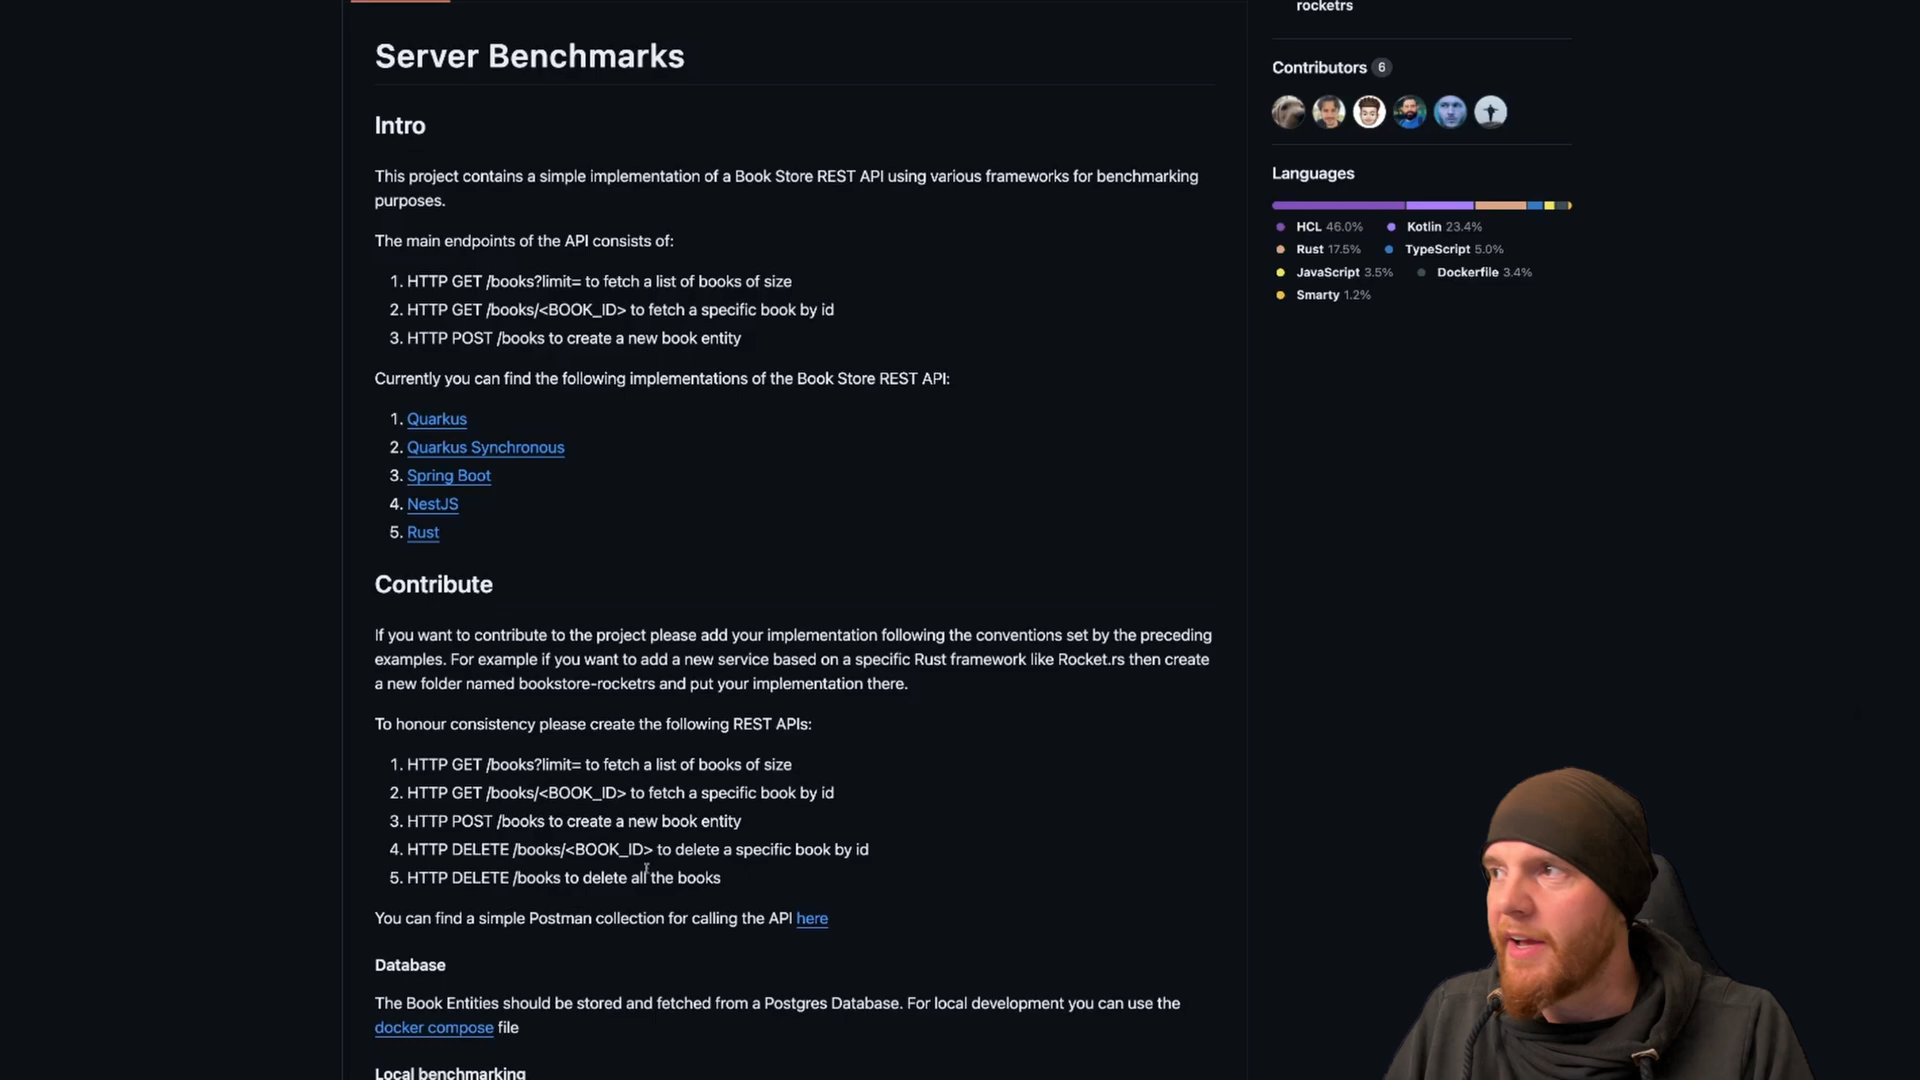 rocketrs
Server Benchmarks
Contributors 6
Intro
This project contains a simple implementation of a Book Store REST API using various frameworks for benchmarking
purposes.
Languages
HCL 46.0% Kotlin 23.4%
Rust 17.5% TypeScript 5.0%
JavaScript 3.5% Dockerfile 3.4%
Smarty 1.2%
The main endpoints of the API consists of:
1. HTTP GET /books?limit= to fetch a list of books of size
2. HTTP GET /books/<BOOK_ID> to fetch a specific book by id
3. HTTP POST /books to create a new book entity
Currently you can find the following implementations of the Book Store REST API:
1. Quarkus
2. Quarkus Synchronous
3. Spring Boot
4. NestJS
5. Rust
Contribute
If you want to contribute to the project please add your implementation following the conventions set by the preceding
examples. For example if you want to add a new service based on a specific Rust framework like Rocket.rs then create
a new folder named bookstore-rocketrs and put your implementation there.
To honour consistency please create the following REST APIs:
1. HTTP GET /books?limit= to fetch a list of books of size
2. HTTP GET /books/<BOOK_ID> to fetch a specific book by id
3. HTTP POST /books to create a new book entity
4. HTTP DELETE /books/<BOOK_ID> to delete a specific book by id
5. HTTP DELETE /books to delete all the books
You can find a simple Postman collection for calling the API here
Database
The Book Entities should be stored and fetched from a Postgres Database. For local development you can use the
docker compose file
Local benchmarking